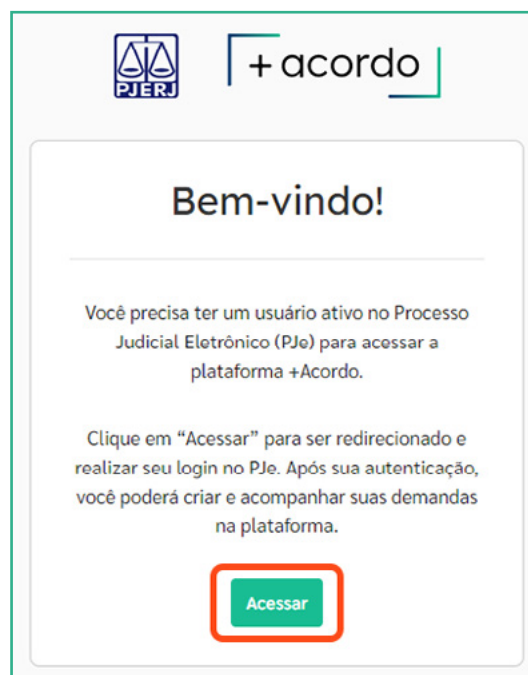 PJERJ
+ acordo
Bem-vindo!
Você precisa ter um usuário ativo no Processo
Judicial Eletrônico (PJe) para acessar a
plataforma +Acordo.
Clique em “Acessar” para ser redirecionado e
realizar seu login no PJe. Após sua autenticação,
você poderá criar e acompanhar suas demandas
na plataforma.
Acessar